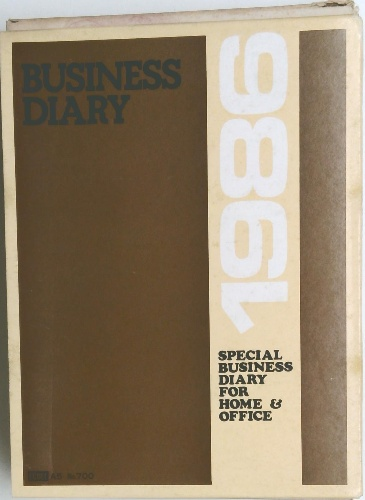 BUSINESS
DIARY
1986
SPECIAL
BUSINESS
DIARY
FOR
HOME &
OFFICE